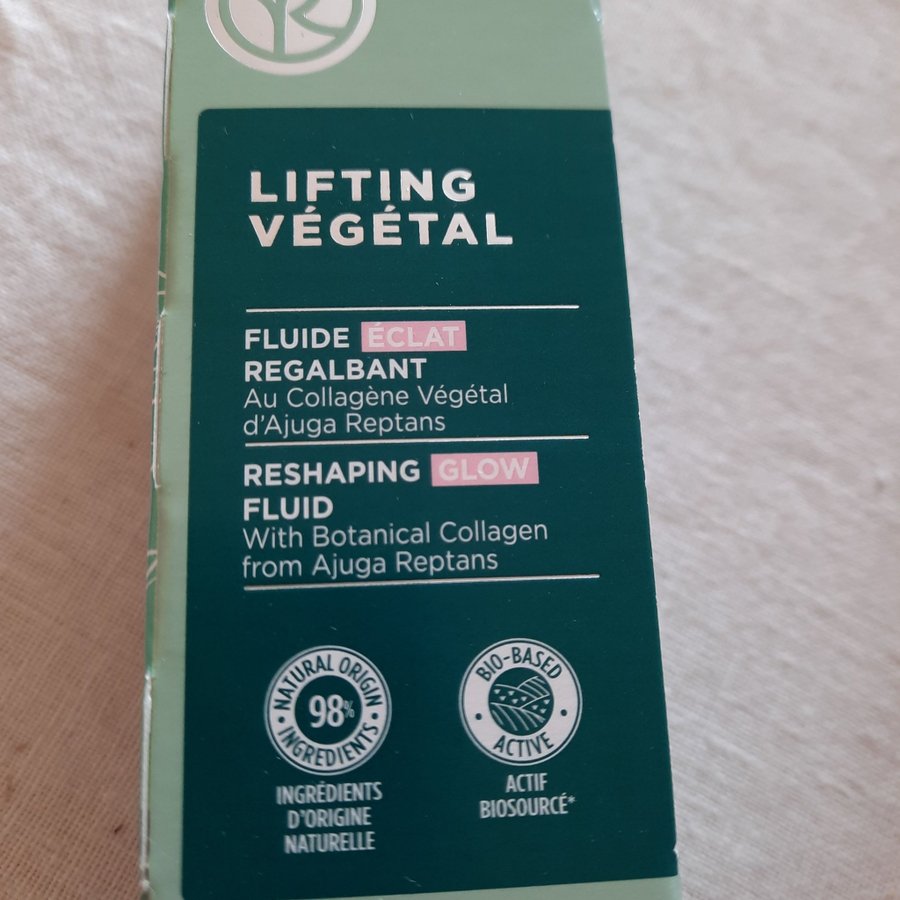 LIFTING
VÉGÉTAL
FLUIDE ÉCLAT
REGALBANT
Au Collagène Végétal
d'Ajuga Reptans
RESHAPING GLOW
FLUID
With Botanical Collagen
from Ajuga Reptans
NATURAL ORIGIN
98%
INGREDIENTS
INGRÉDIENTS
D'ORIGINE
NATURELLE
BIO-BASED
ACTIVE
ACTIF
BIOSOURCÉ*